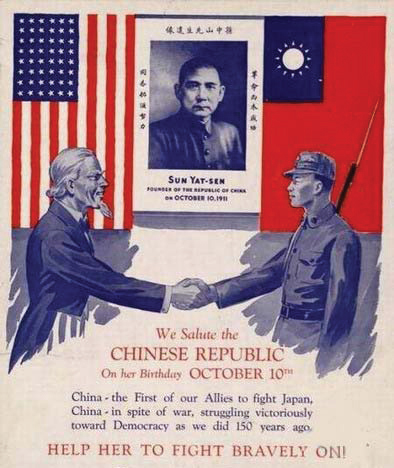 孫中山先生遺像
革命尚未成功
同志仍須努力
SUN YAT-SEN
FOUNDER OF THE REPUBLIC OF CHINA
ON OCTOBER 10, 1911
We Salute the
CHINESE REPUBLIC
On her Birthday OCTOBER 10TH
China - the First of our Allies to fight Japan,
China - in spite of war, struggling victoriously
toward Democracy as we did 150 years ago.
HELP HER TO FIGHT BRAVELY ON!